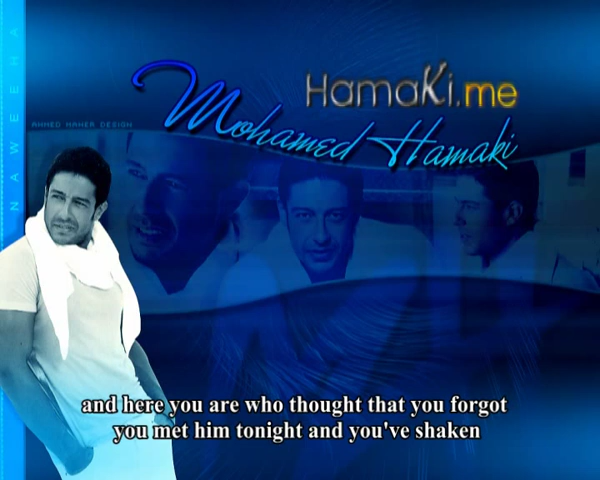 HamaKi.me
Mohamed Hamaki
AHMED MAHER DESIGN
NAWEEHA
and here you are who thought that you forgot
you met him tonight and you've shaken